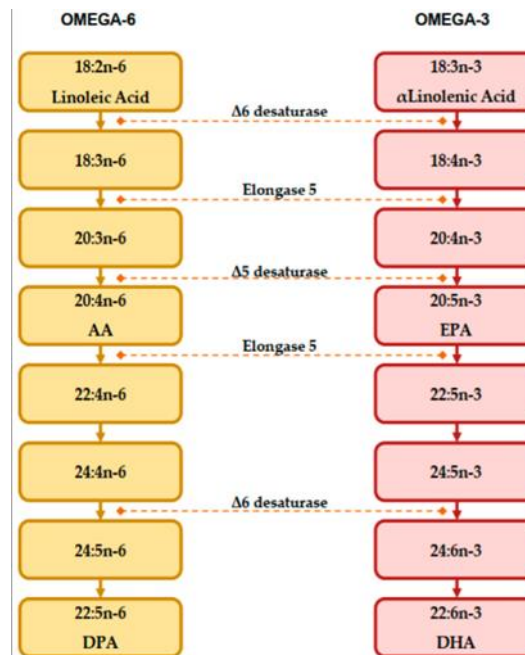 OMEGA-6
OMEGA-3
18:2n-6
Linoleic Acid
18:3n-3
αLinolenic Acid
Δ6 desaturase
18:3n-6
18:4n-3
Elongase 5
20:3n-6
20:4n-3
Δ5 desaturase
20:4n-6
AA
20:5n-3
EPA
Elongase 5
22:4n-6
22:5n-3
24:4n-6
24:5n-3
Δ6 desaturase
24:5n-6
24:6n-3
22:5n-6
DPA
22:6n-3
DHA